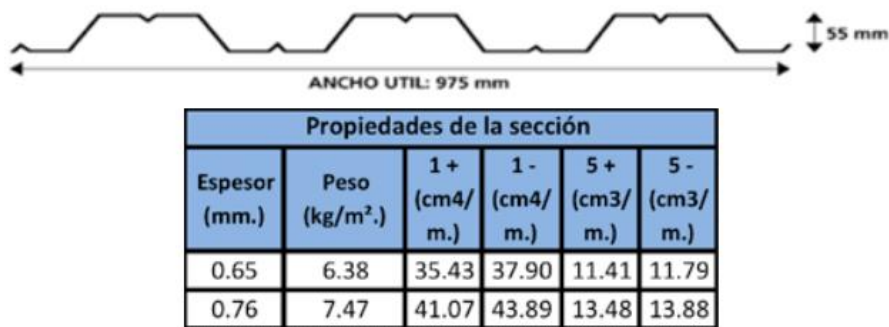 55 mm
ANCHO UTIL: 975 mm
Propiedades de la sección
Espesor (mm.) Peso (kg/m².) 1 + (cm4/ m.) 1 - (cm4/ m.) 5 + (cm3/ m.) 5 - (cm3/ m.)
0.65 6.38 35.43 37.90 11.41 11.79
0.76 7.47 41.07 43.89 13.48 13.88